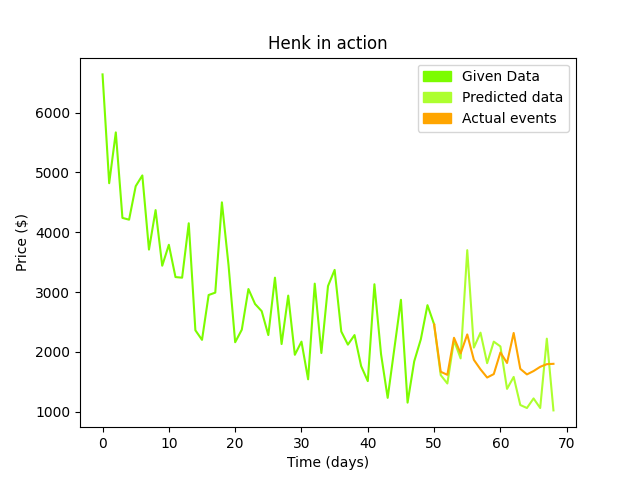 Henk in action
Given Data
Predicted data
Actual events
Price ($)
6000
5000
4000
3000
2000
1000
0 10 20 30 40 50 60 70
Time (days)